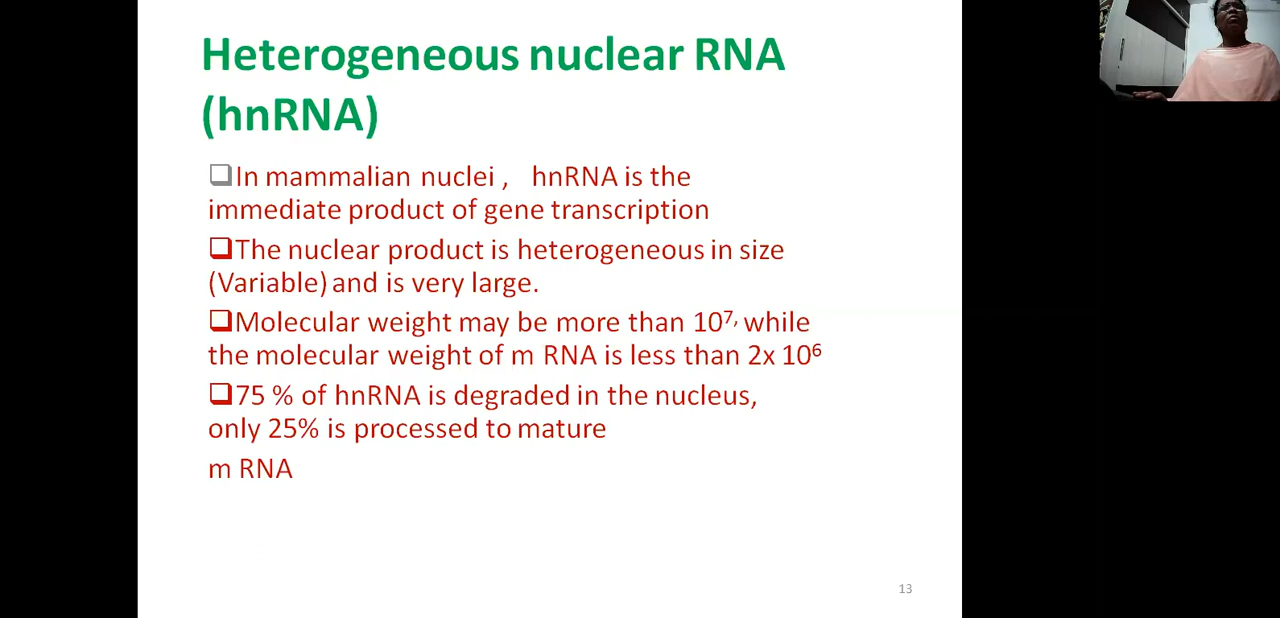 Heterogeneous nuclear RNA
(hnRNA)
❑In mammalian nuclei , hnRNA is the
immediate product of gene transcription
❑The nuclear product is heterogeneous in size
(Variable) and is very large.
❑Molecular weight may be more than 10⁷, while
the molecular weight of m RNA is less than 2x 10⁶
❑75 % of hnRNA is degraded in the nucleus,
only 25% is processed to mature
m RNA
13